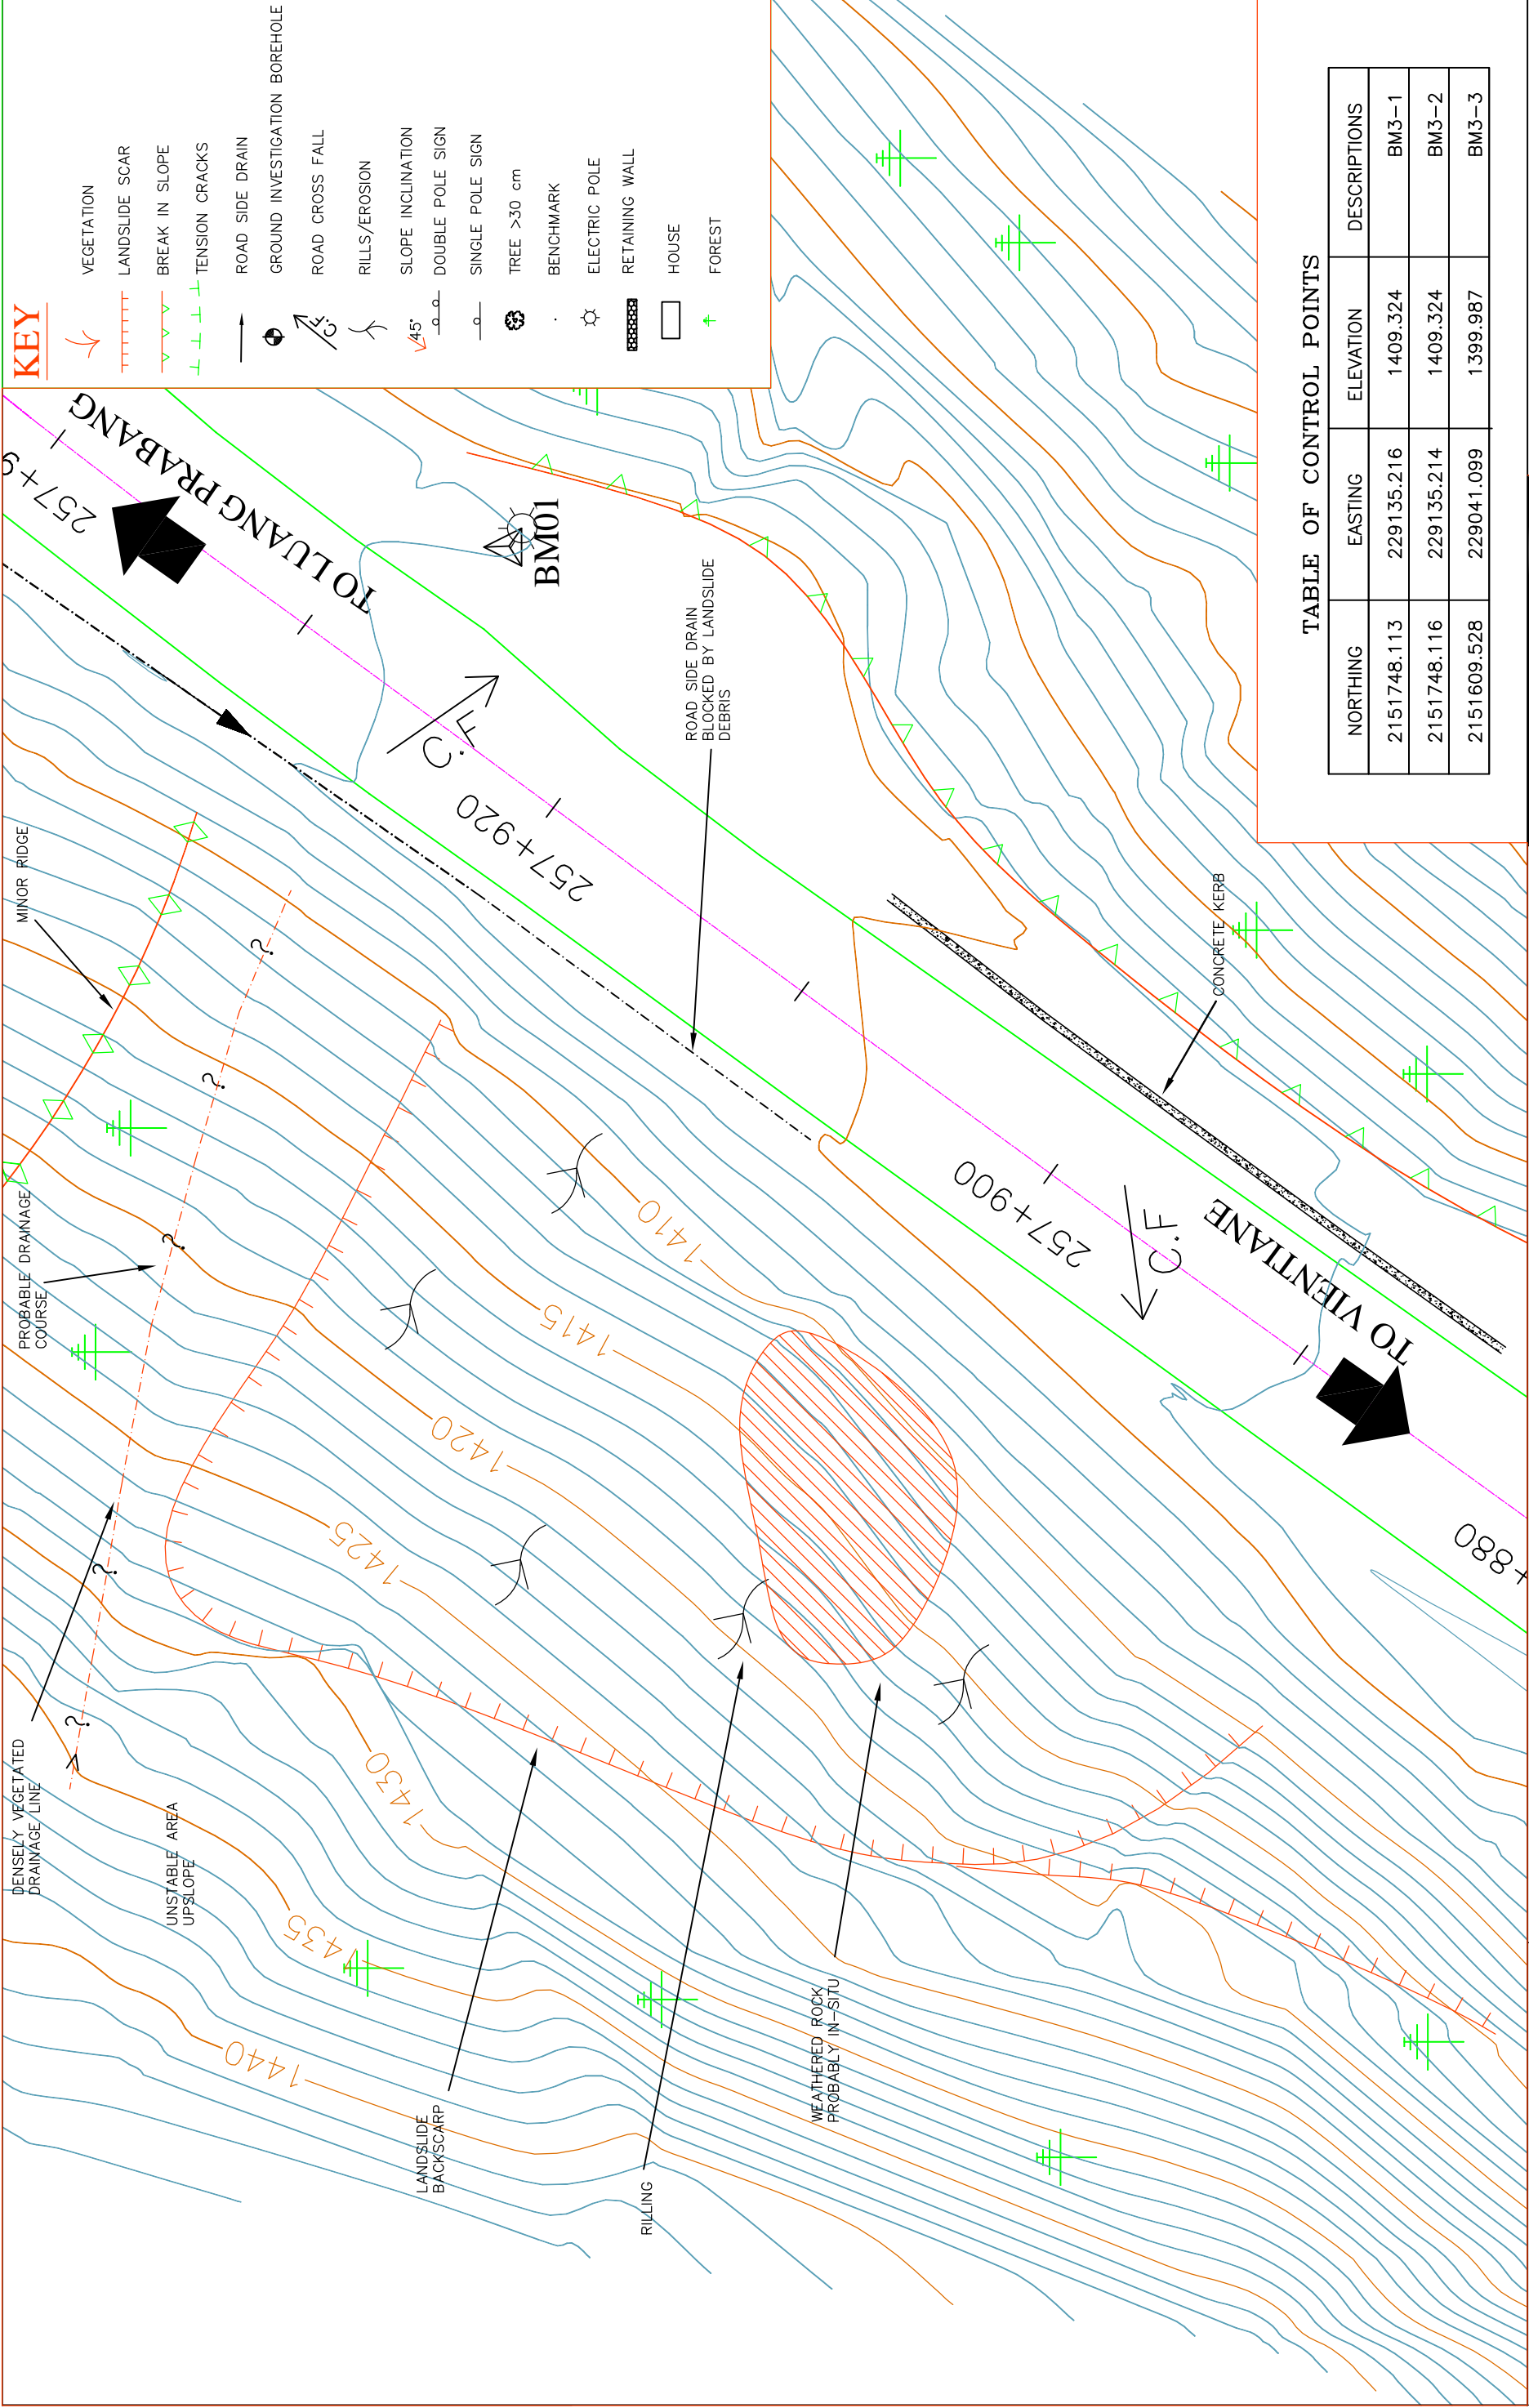 KEY
VEGETATION
LANDSLIDE SCAR
BREAK IN SLOPE
TENSION CRACKS
ROAD SIDE DRAIN
GROUND INVESTIGATION BOREHOLE
C.F
ROAD CROSS FALL
RILLS/EROSION
45°
SLOPE INCLINATION
DOUBLE POLE SIGN
SINGLE POLE SIGN
TREE >30 cm
BENCHMARK
ELECTRIC POLE
RETAINING WALL
HOUSE
FOREST
DENSELY VEGETATED
DRAINAGE LINE
PROBABLE DRAINAGE
COURSE
MINOR RIDGE
257+9
TO LUANG PRABANG
UNSTABLE AREA
UPSLOPE
1440
1435
1430
1425
1420
1415
1410
?
?
?
?
?
?
C.F
257+920
BM01
ROAD SIDE DRAIN
BLOCKED BY LANDSLIDE
DEBRIS
LANDSLIDE
BACKSCARP
RILLING
WEATHERED ROCK
PROBABLY IN-SITU
257+900
C.F
CONCRETE KERB
TO VIENTIANE
+880
TABLE OF CONTROL POINTS
NORTHING EASTING ELEVATION DESCRIPTIONS
2151748.113 229135.216 1409.324 BM3-1
2151748.116 229135.214 1409.324 BM3-2
2151609.528 229041.099 1399.987 BM3-3